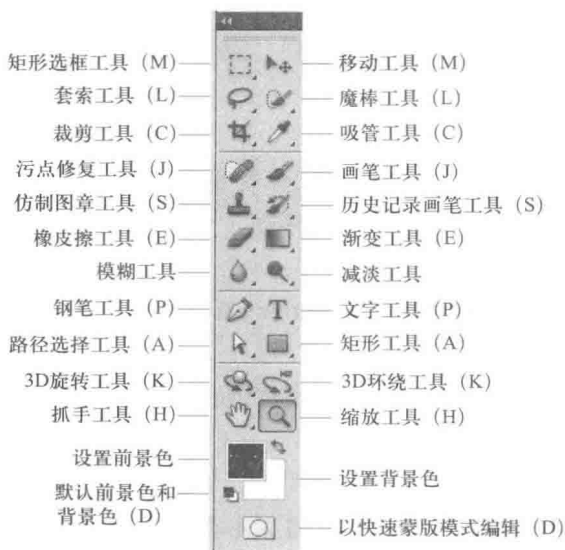 矩形选框工具（M） 移动工具（M）
套索工具（L） 魔棒工具（L）
裁剪工具（C） 吸管工具（C）
污点修复工具（J） 画笔工具（J）
仿制图章工具（S） 历史记录画笔工具（S）
橡皮擦工具（E） 渐变工具（E）
模糊工具 减淡工具
钢笔工具（P） T 文字工具（P）
路径选择工具（A） 矩形工具（A）
3D旋转工具（K） 3D环绕工具（K）
抓手工具（H） 缩放工具（H）
设置前景色
设置背景色
默认前景色和
背景色（D）
以快速蒙版模式编辑（D）